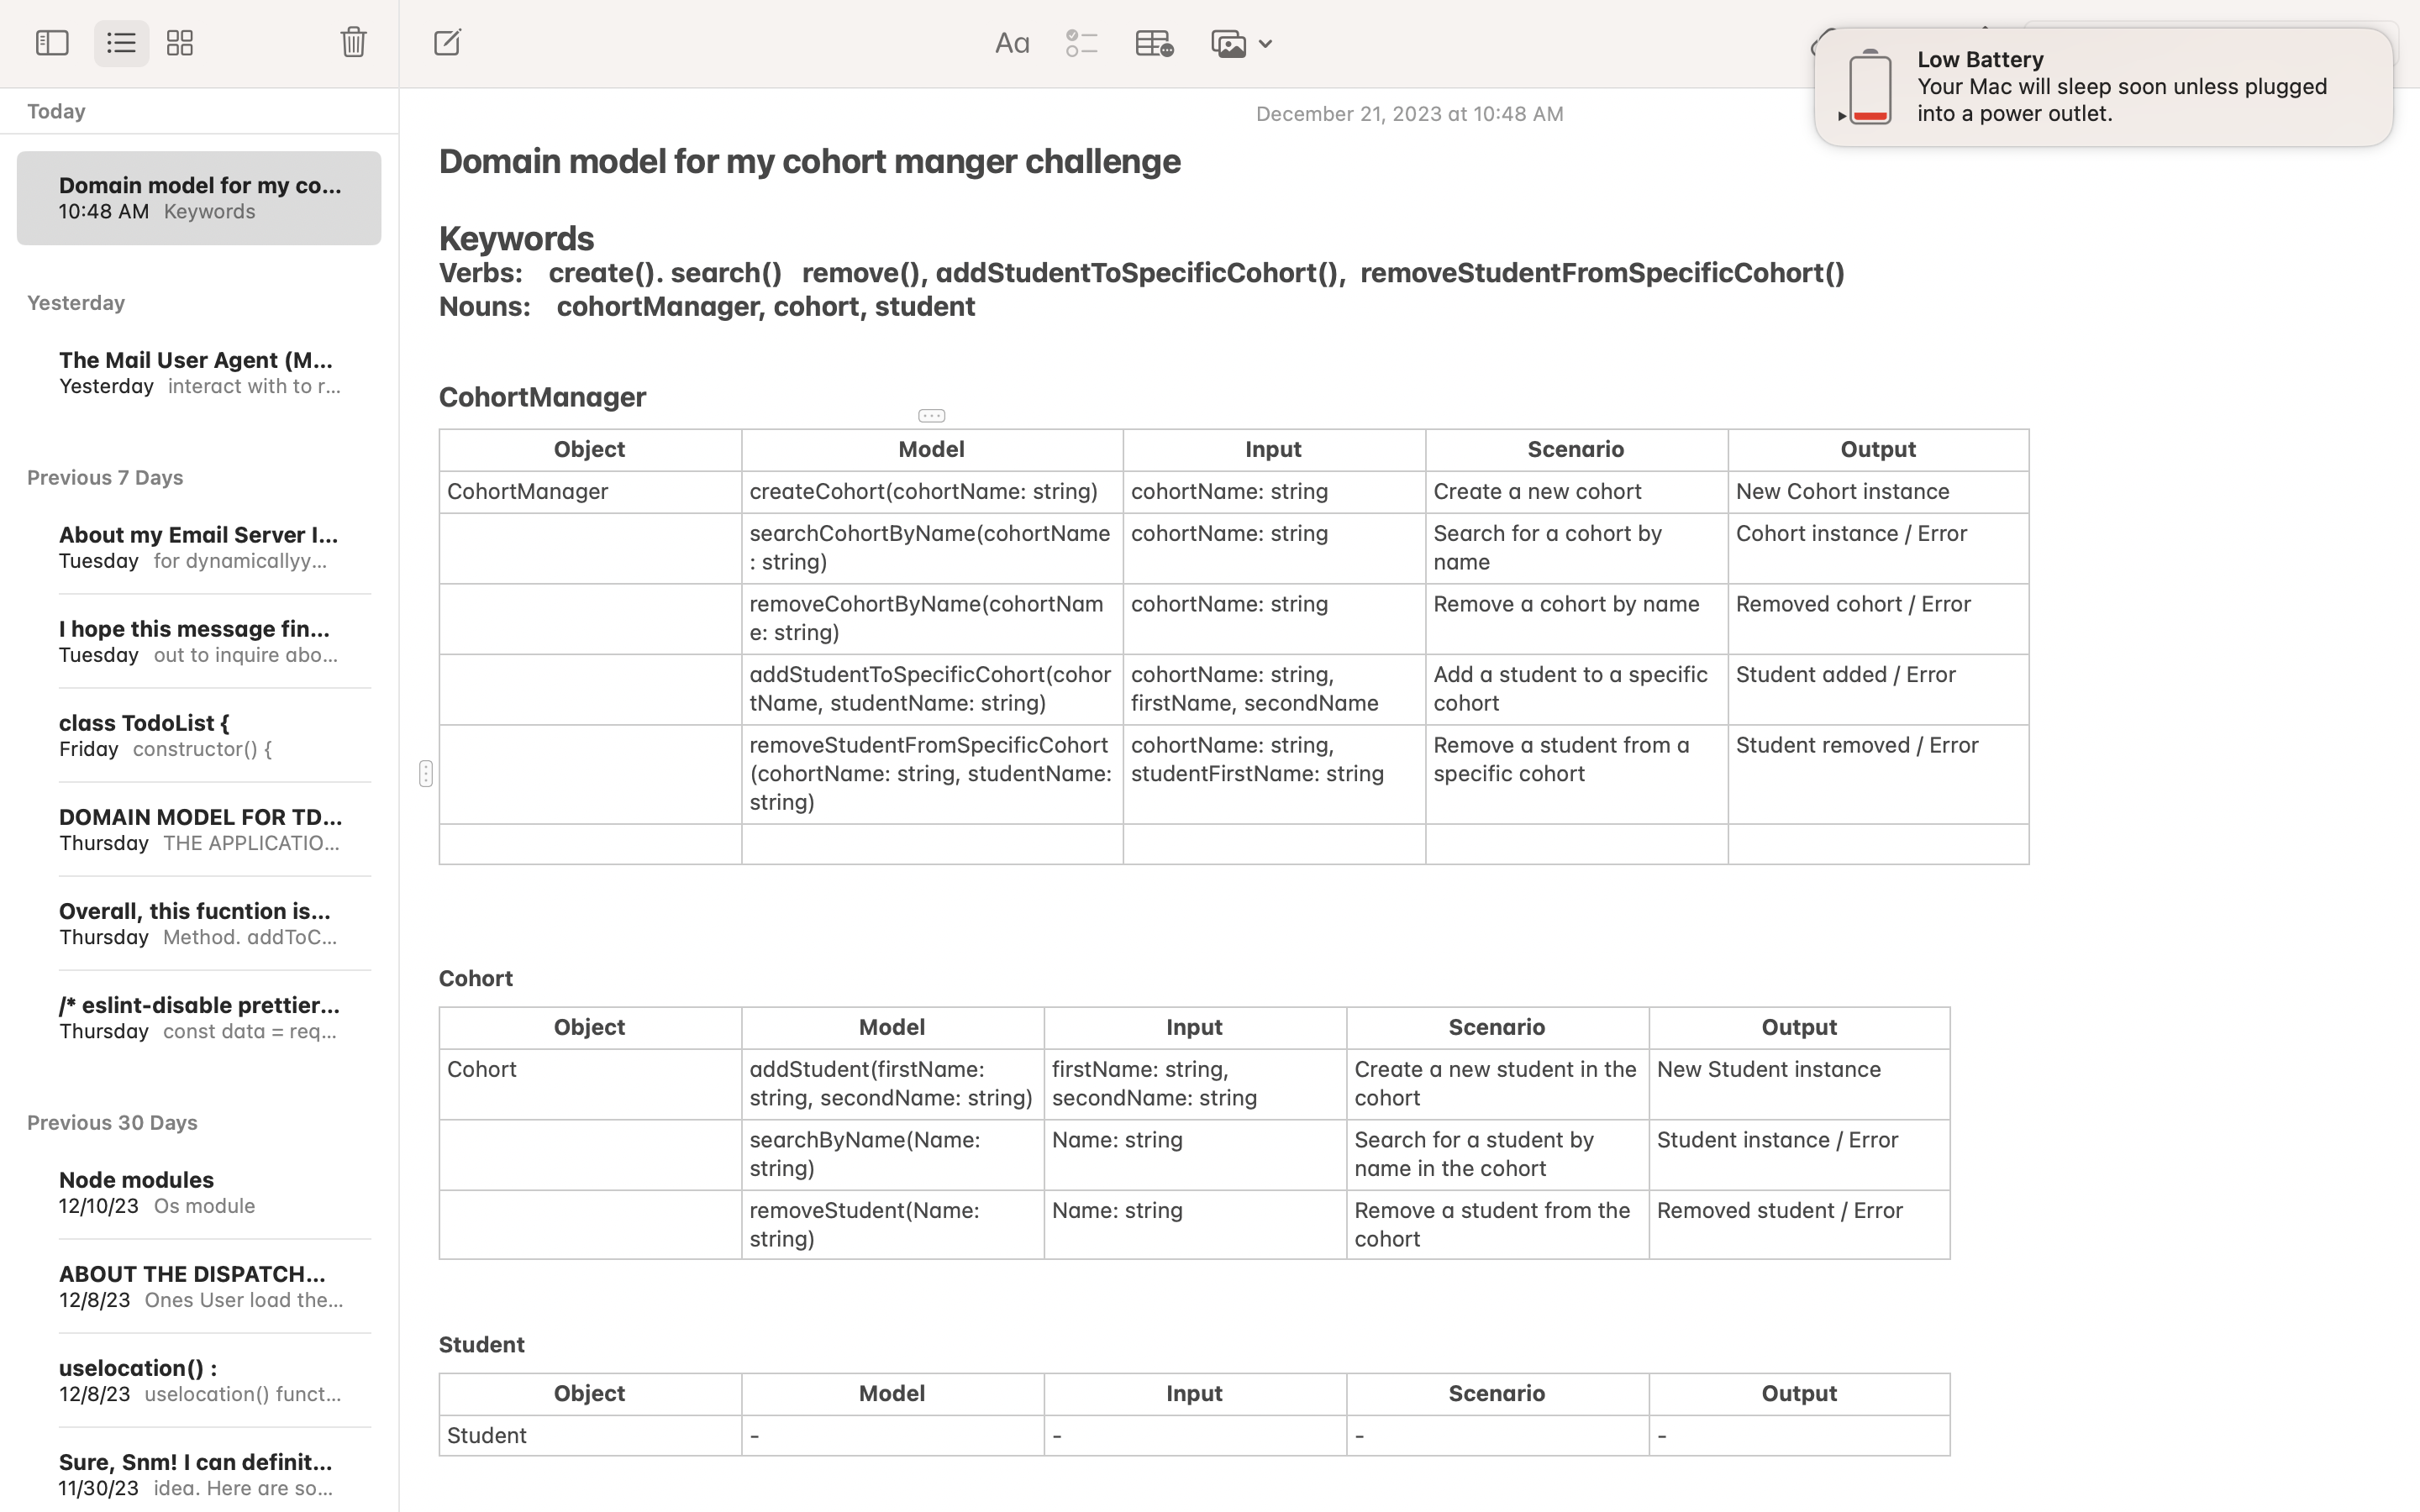 Aa
Low Battery
Your Mac will sleep soon unless plugged
into a power outlet.
Today
Domain model for my co...
10:48 AM Keywords
Yesterday
The Mail User Agent (M...
Yesterday interact with to r...
Previous 7 Days
About my Email Server I...
Tuesday for dynamicallyy...
I hope this message fin...
Tuesday out to inquire abo...
class TodoList {
Friday constructor() {
DOMAIN MODEL FOR TD...
Thursday THE APPLICATIO...
Overall, this fucntion is...
Thursday Method. addToC...
/* eslint-disable prettier...
Thursday const data = req...
Previous 30 Days
Node modules
12/10/23 Os module
ABOUT THE DISPATCH...
12/8/23 Ones User load the...
uselocation() :
12/8/23 uselocation() funct...
Sure, Snm! I can definit...
11/30/23 idea. Here are so...
December 21, 2023 at 10:48 AM
Domain model for my cohort manger challenge
Keywords
Verbs: create(). search() remove(), addStudentToSpecificCohort(), removeStudentFromSpecificCohort()
Nouns: cohortManager, cohort, student
CohortManager
Object Model Input Scenario Output
CohortManager createCohort(cohortName: string) cohortName: string Create a new cohort New Cohort instance
searchCohortByName(cohortName cohortName: string Search for a cohort by Cohort instance / Error
: string) name
removeCohortByName(cohortNam cohortName: string Remove a cohort by name Removed cohort / Error
e: string)
addStudentToSpecificCohort(cohor cohortName: string, Add a student to a specific Student added / Error
tName, studentName: string) firstName, secondName cohort
removeStudentFromSpecificCohort cohortName: string, Remove a student from a Student removed / Error
(cohortName: string, studentName: studentFirstName: string specific cohort
string)
Cohort
Object Model Input Scenario Output
Cohort addStudent(firstName: firstName: string, Create a new student in the New Student instance
string, secondName: string) secondName: string cohort
searchByName(Name: Name: string Search for a student by Student instance / Error
string) name in the cohort
removeStudent(Name: Name: string Remove a student from the Removed student / Error
string) cohort
Student
Object Model Input Scenario Output
Student - - - -